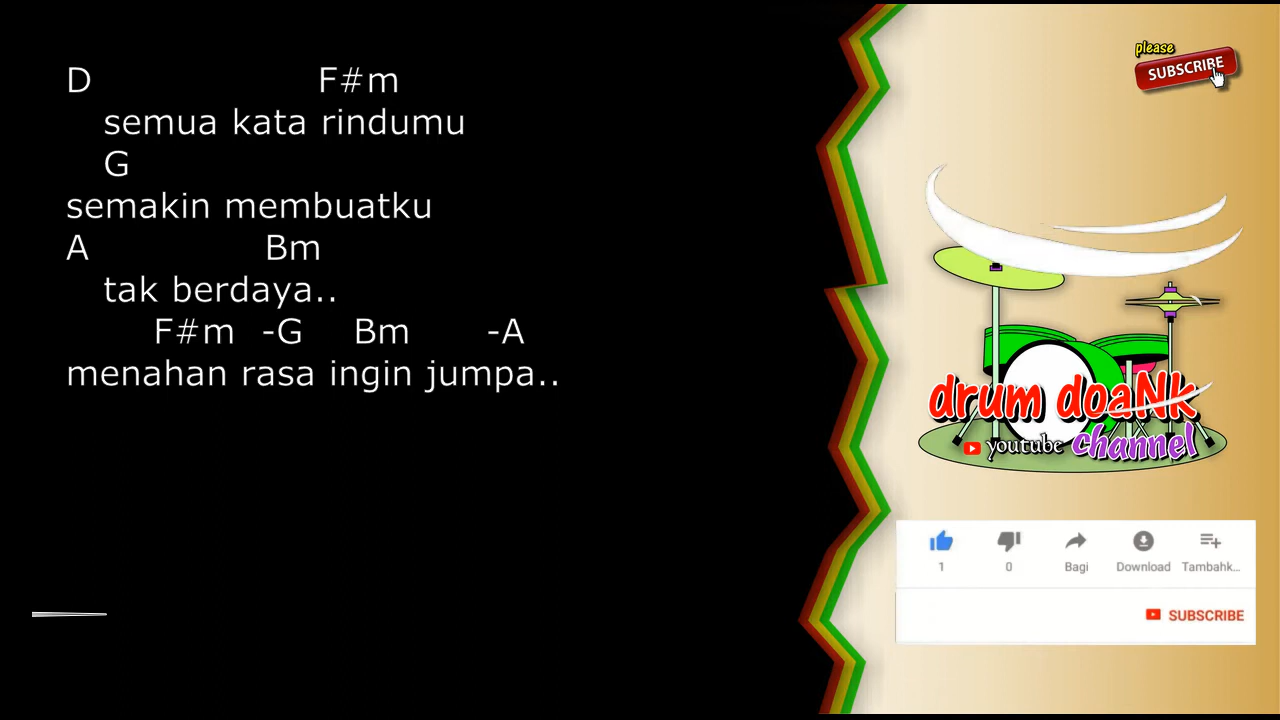 D F#m
semua kata rindumu
G
semakin membuatku
A Bm
tak berdaya..
F#m -G Bm -A
menahan rasa ingin jumpa..
please
SUBSCRIBE
drum doaNk
youtube channel
1 0 Bagi Download Tambahk...
SUBSCRIBE